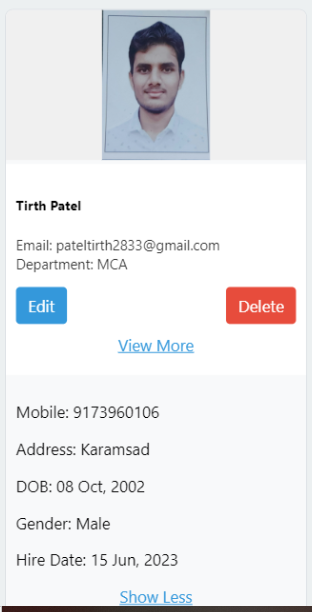 Tirth Patel
Email: pateltirth2833@gmail.com
Department: MCA
Edit
Delete
View More
Mobile: 9173960106
Address: Karamsad
DOB: 08 Oct, 2002
Gender: Male
Hire Date: 15 Jun, 2023
Show Less